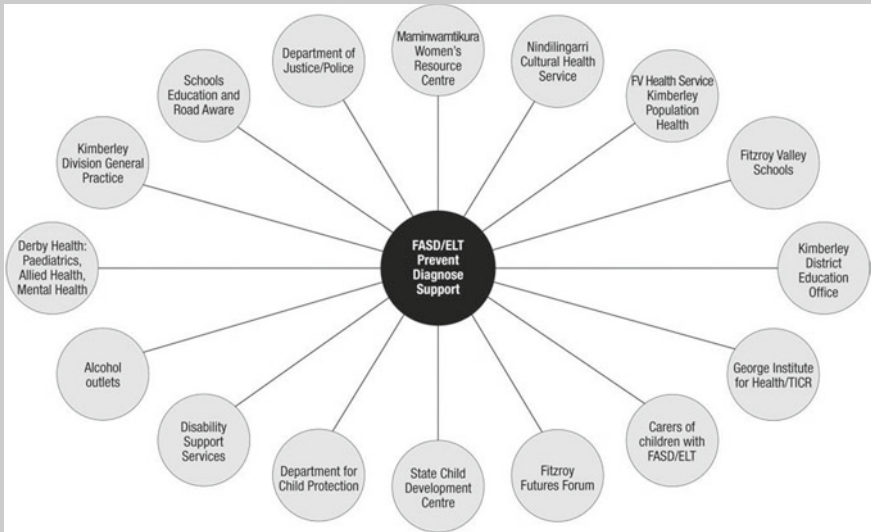 Maminwarntikura
Women's
Resource
Centre
Nindilingarri
Cultural Health
Service
FV Health Service
Kimberley
Population
Health
Fitzroy Valley
Schools
Kimberley
District
Education
Office
George Institute
for Health/TICR
Carers of
children with
FASD/ELT
Fitzroy
Futures Forum
State Child
Development
Centre
Department for
Child Protection
Disability
Support
Services
Alcohol
outlets
Derby Health:
Paediatrics,
Allied Health,
Mental Health
Kimberley
Division General
Practice
Schools
Education and
Road Aware
Department of
Justice/Police
FASD/ELT
Prevent
Diagnose
Support